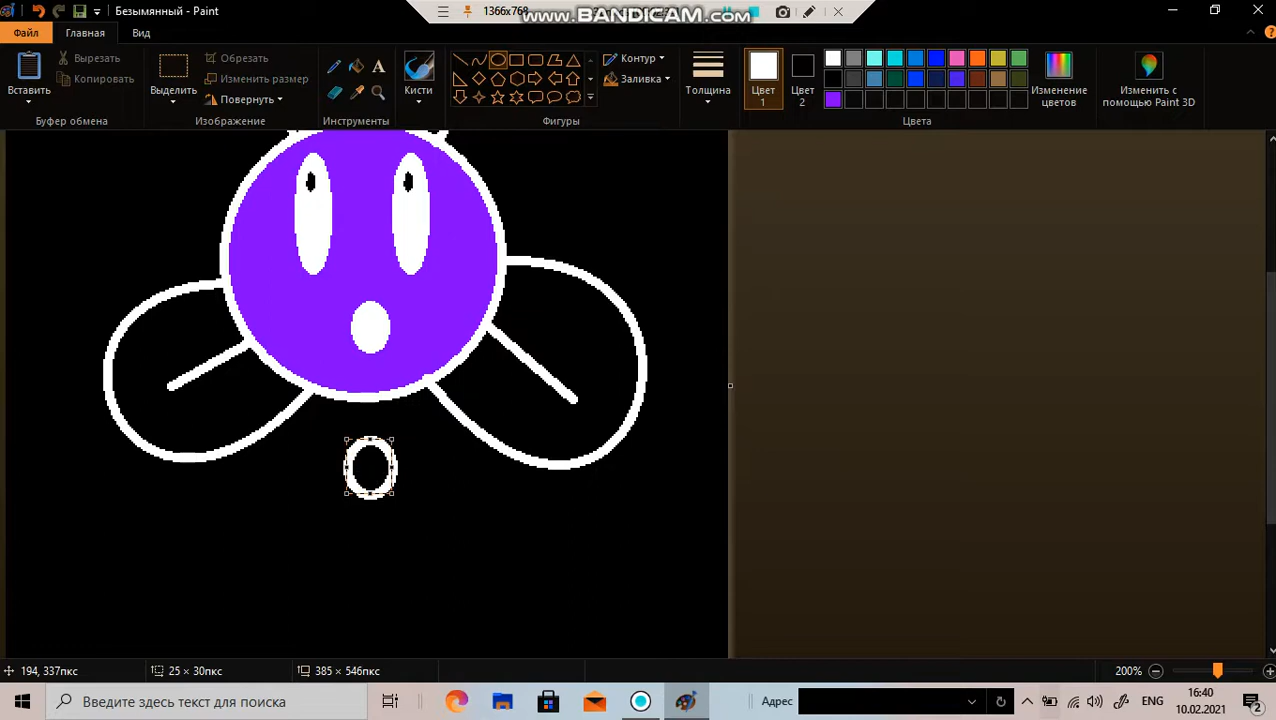 Безымянный - Paint
1366x768
www.BANDICAM.com
Файл
Главная
Вид
Вставить
Вырезать
Копировать
Буфер обмена
Выделить
Обрезать
Изменить размер
Повернуть
Изображение
A
Инструменты
Кисти
Контур
Заливка
Фигуры
Толщина
Цвет
1
Цвет
2
Изменение
цветов
Изменить с
помощью Paint 3D
Цвета
194, 337пкс
25 × 30пкс
385 × 546пкс
200%
Введите здесь текст для поиска
Адрес
ENG
16:40
10.02.2021
2